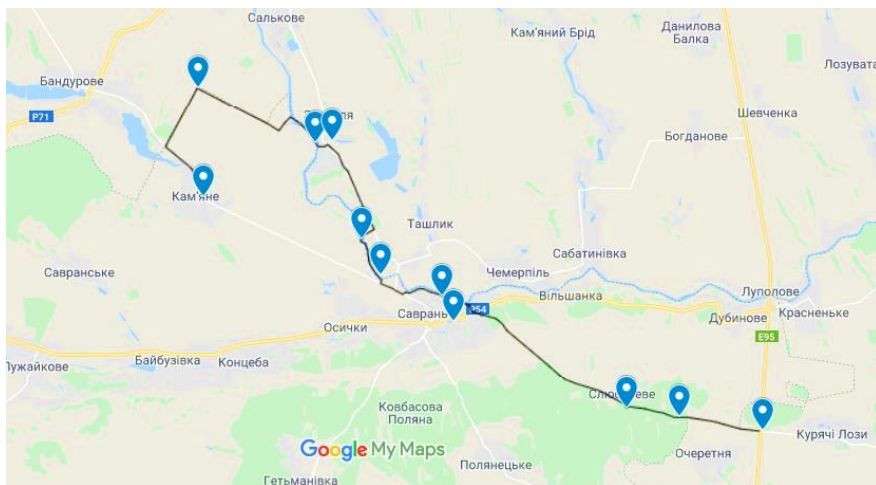 Салькове
Кам'яний Брід
Данилова
Балка
Лозувата
Бандурове
P71
Шевченка
Богданове
Кам'яне
Ташлик
Сабатинівка
Савранське
Чемерпіль
Луполове
Вільшанка
Саврань
P54
Дубинове
Красненьке
Осички
E95
Байбузівка
Концеба
Пужайкове
Ковбасова
Поляна
Курячі Лози
Google My Maps
Очеретня
Полянецьке
Гетьманівка